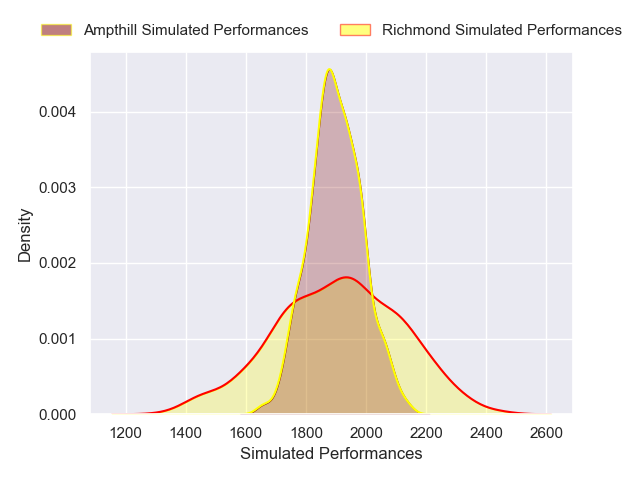 Ampthill Simulated Performances
Richmond Simulated Performances
0.004
0.003
0.002
0.001
0.000
Density
1200 1400 1600 1800 2000 2200 2400 2600
Simulated Performances